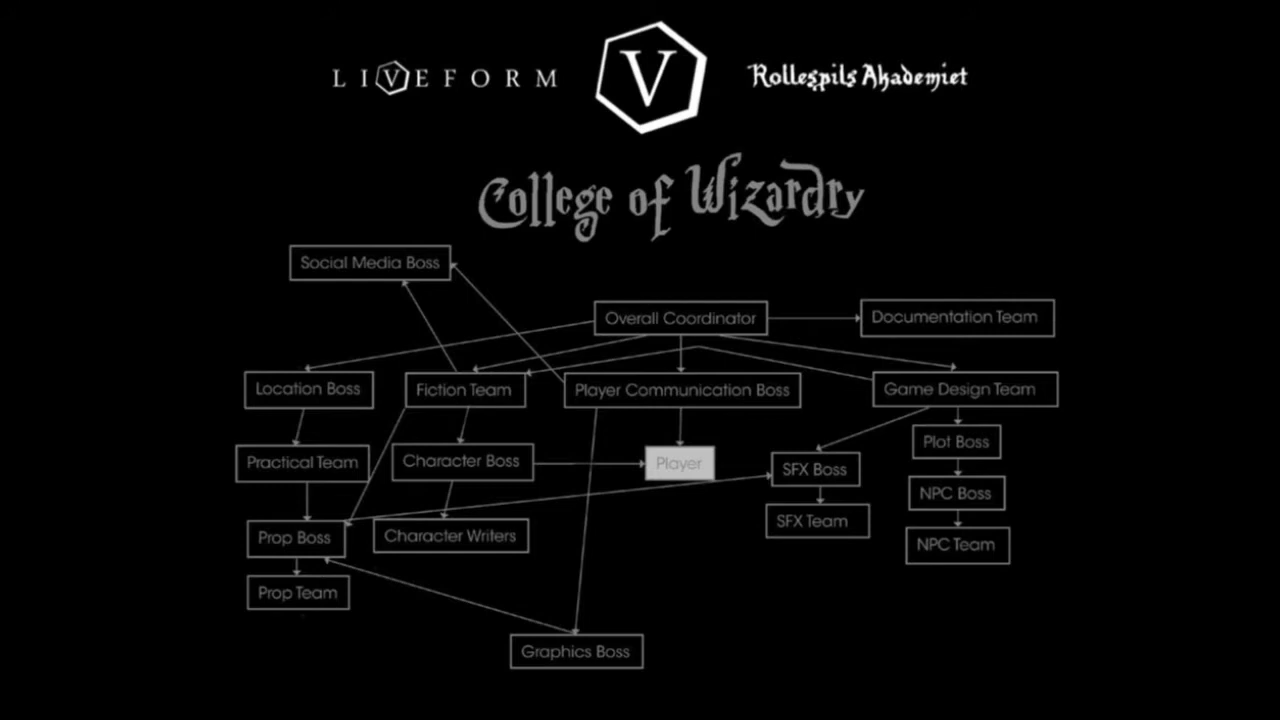 LIVEFORM
V
Rollespils Akademiet
College of Wizardry
Social Media Boss
Overall Coordinator
Documentation Team
Location Boss
Fiction Team
Player Communication Boss
Game Design Team
Plot Boss
Practical Team
Character Boss
Player
SFX Boss
NPC Boss
SFX Team
Prop Boss
Character Writers
NPC Team
Prop Team
Graphics Boss